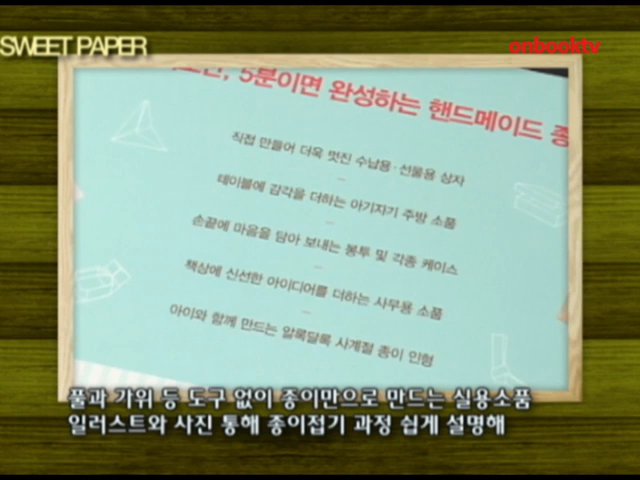 SWEET PAPER
onbooktv
5분이면 완성하는 핸드메이드
직접 만들어 더욱 멋진 수납용·선물용 상자
테이블에 감각을 더하는 아기자기 주방 소품
손끝에 마음을 담아 보내는 봉투 및 각종 케이스
책상에 신선한 아이디어를 더하는 사무용 소품
아이와 함께 만드는 알록달록 사계절 종이 인형
풀과 가위 등 도구 없이 종이만으로 만드는 실용소품
일러스트와 사진 통해 종이접기 과정 쉽게 설명해